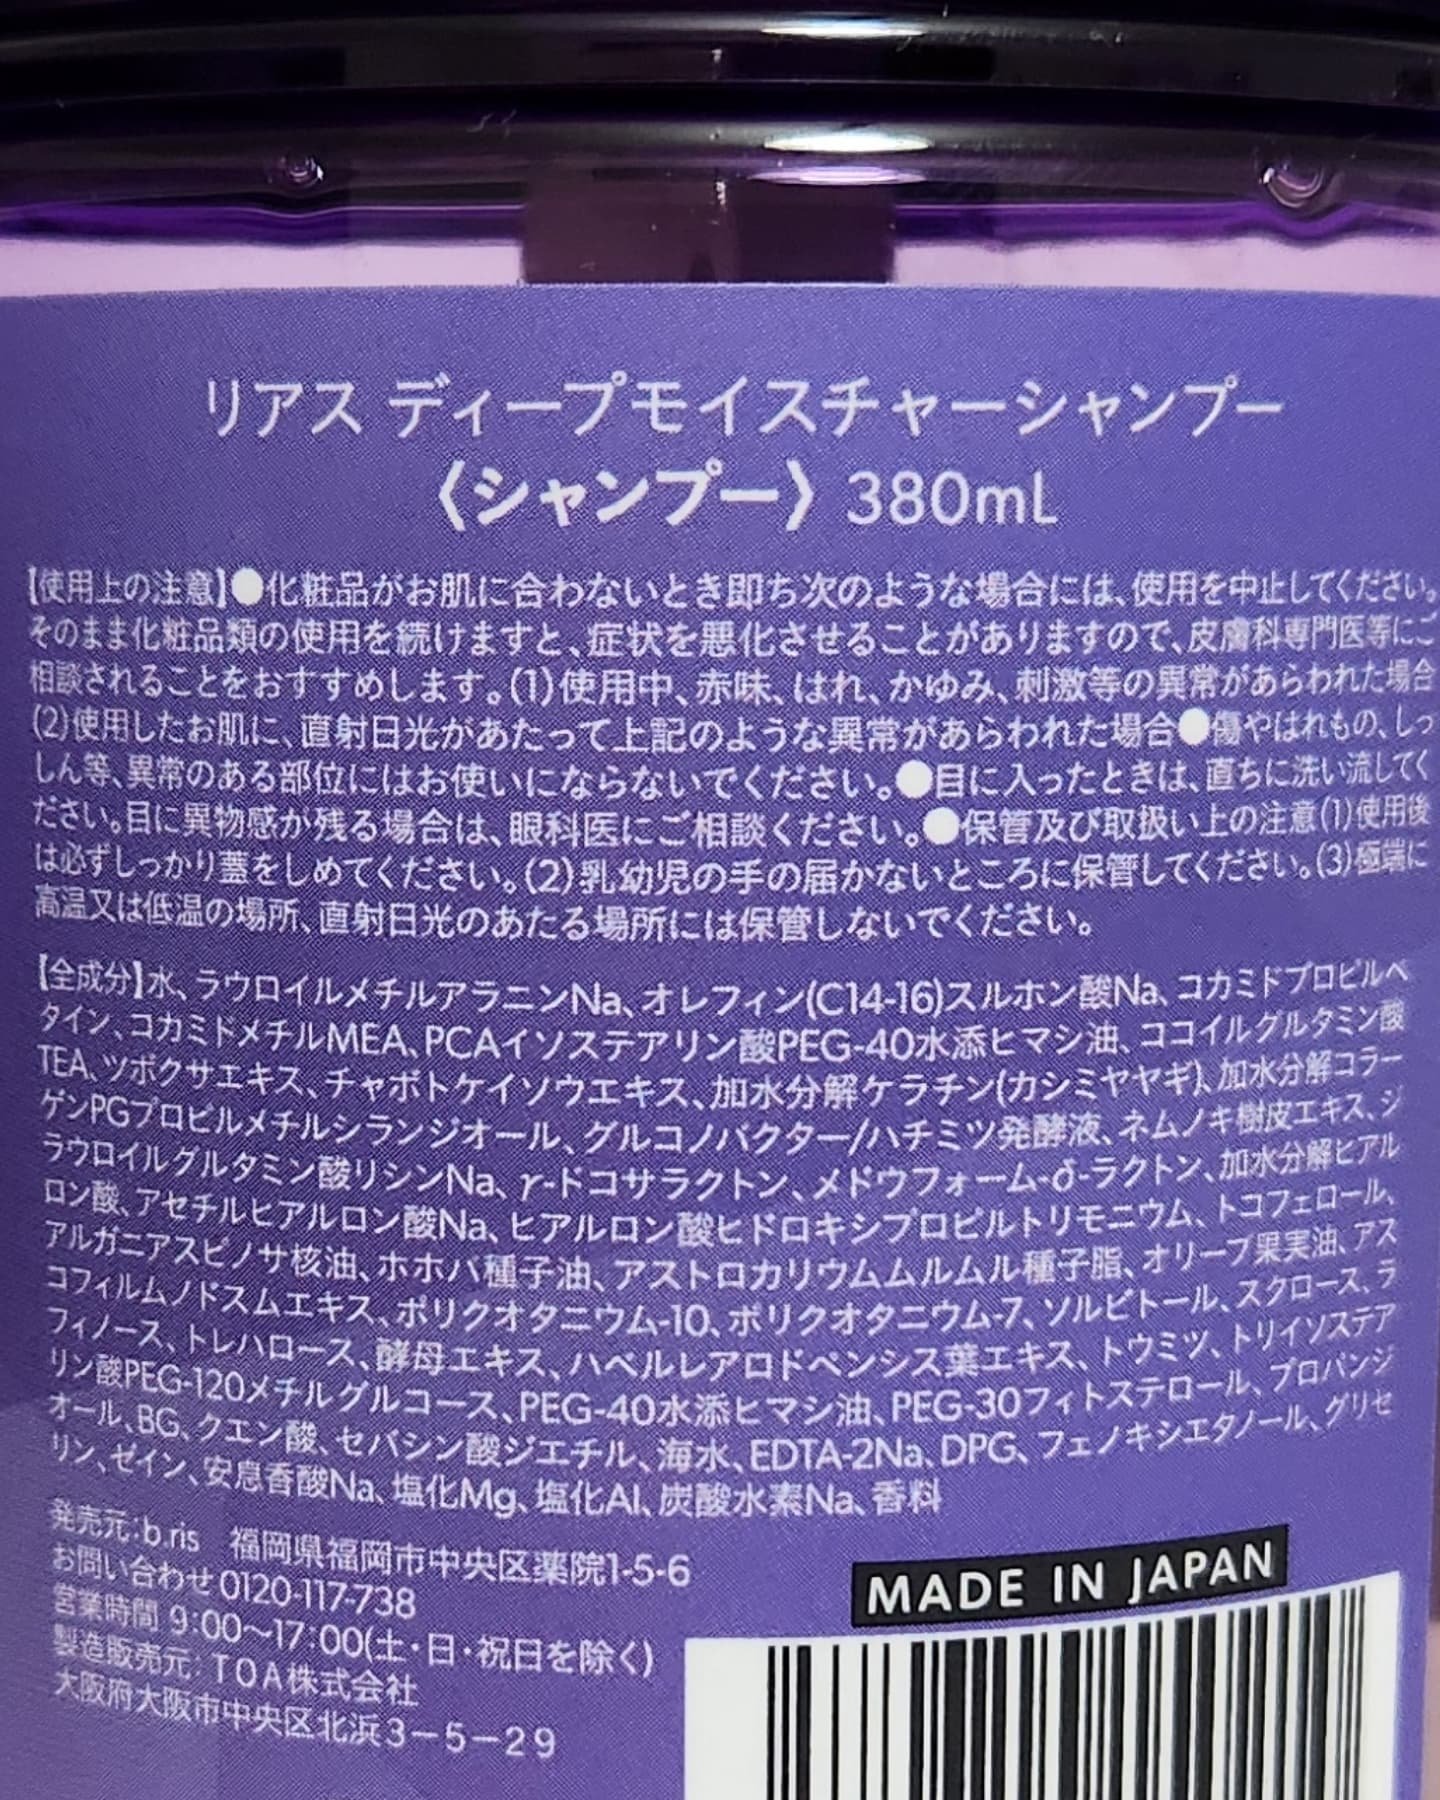 リアス ディープモイスチャーシャンプー
〈シャンプー〉380mL
【使用上の注意】●化粧品がお肌に合わないとき即ち次のような場合には、使用を中止してください。
そのまま化粧品類の使用を続けますと、症状を悪化させることがありますので、皮膚科専門医等にご
相談されることをおすすめします。(1)使用中、赤味、はれ、かゆみ、刺激等の異常があらわれた場合
(2)使用したお肌に、直射日光があたって上記のような異常があらわれた場合●傷やはれもの、しっ
しん等、異常のある部位にはお使いにならないでください。●目に入ったときは、直ちに洗い流してく
ださい。目に異物感が残る場合は、眼科医にご相談ください。●保管及び取扱い上の注意(1)使用後
は必ずしっかり蓋をしめてください。(2)乳幼児の手の届かないところに保管してください。(3)極端に
高温又は低温の場所、直射日光のあたる場所には保管しないでください。
【全成分】水、ラウロイルメチルアラニンNa、オレフィン(C14-16)スルホン酸Na、コカミドプロピルベ
タイン、コカミドメチルMEA、PCAイソステアリン酸PEG-40水添ヒマシ油、ココイルグルタミン酸
TEA、ツボクサエキス、チャボトケイソウエキス、加水分解ケラチン(カシミヤヤギ)、加水分解コラー
ゲンPGプロピルメチルシランジオール、グルコノバクター/ハチミツ発酵液、ネムノキ樹皮エキス、ジ
ラウロイルグルタミン酸リシンNa、γ-ドコサラクトン、メドウフォーム-δ-ラクトン、加水分解ヒアル
ロン酸、アセチルヒアルロン酸Na、ヒアルロン酸ヒドロキシプロピルトリモニウム、トコフェロール、
アルガニアスピノサ核油、ホホバ種子油、アストロカリウムムルムル種子脂、オリーブ果実油、アス
コフィルムノドスムエキス、ポリクオタニウム-10、ポリクオタニウム-7、ソルビトール、スクロース、ラ
フィノース、トレハロース、酵母エキス、ハベルレアロドペンシス葉エキス、トウミツ、トリイソステア
リン酸PEG-120メチルグルコース、PEG-40水添ヒマシ油、PEG-30フィトステロール、プロパンジ
オール、BG、クエン酸、セバシン酸ジエチル、海水、EDTA-2Na、DPG、フェノキシエタノール、グリセ
リン、ゼイン、安息香酸Na、塩化Mg、塩化Al、炭酸水素Na、香料
発売元:b.ris 福岡県福岡市中央区薬院1-5-6
お問い合わせ 0120-117-738
営業時間 9:00〜17:00(土・日・祝日を除く)
製造販売元:TOA株式会社
大阪府大阪市中央区北浜3−5−29
MADE IN JAPAN